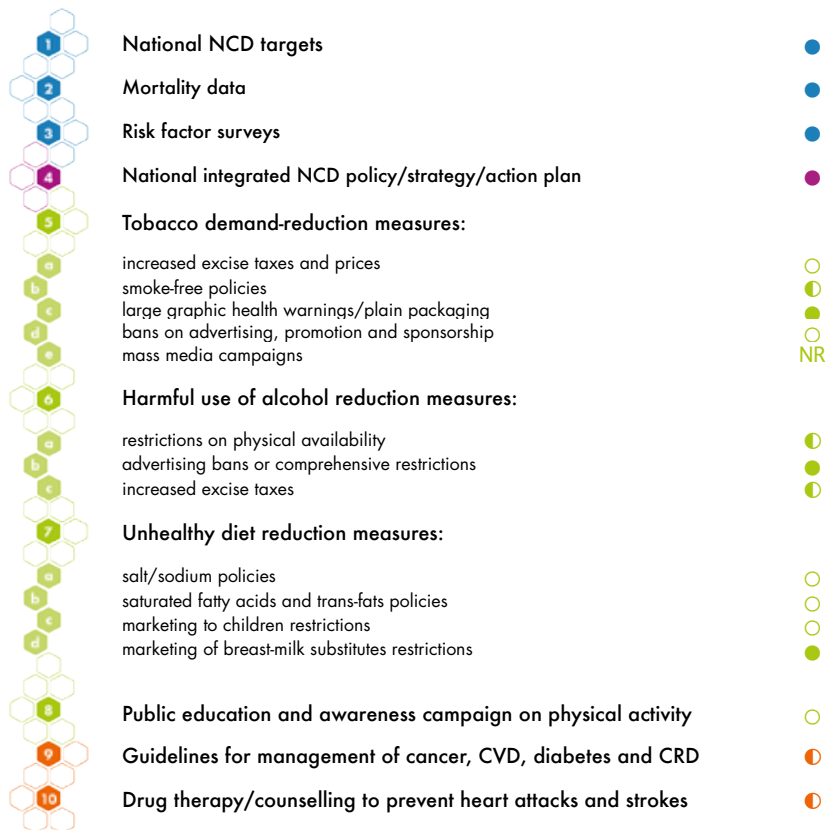 1 National NCD targets
2 Mortality data
3 Risk factor surveys
4 National integrated NCD policy/strategy/action plan
5 Tobacco demand-reduction measures:
a increased excise taxes and prices
b smoke-free policies
c large graphic health warnings/plain packaging
d bans on advertising, promotion and sponsorship
e mass media campaigns NR
6 Harmful use of alcohol reduction measures:
a restrictions on physical availability
b advertising bans or comprehensive restrictions
c increased excise taxes
7 Unhealthy diet reduction measures:
a salt/sodium policies
b saturated fatty acids and trans-fats policies
c marketing to children restrictions
d marketing of breast-milk substitutes restrictions
8 Public education and awareness campaign on physical activity
9 Guidelines for management of cancer, CVD, diabetes and CRD
10 Drug therapy/counselling to prevent heart attacks and strokes